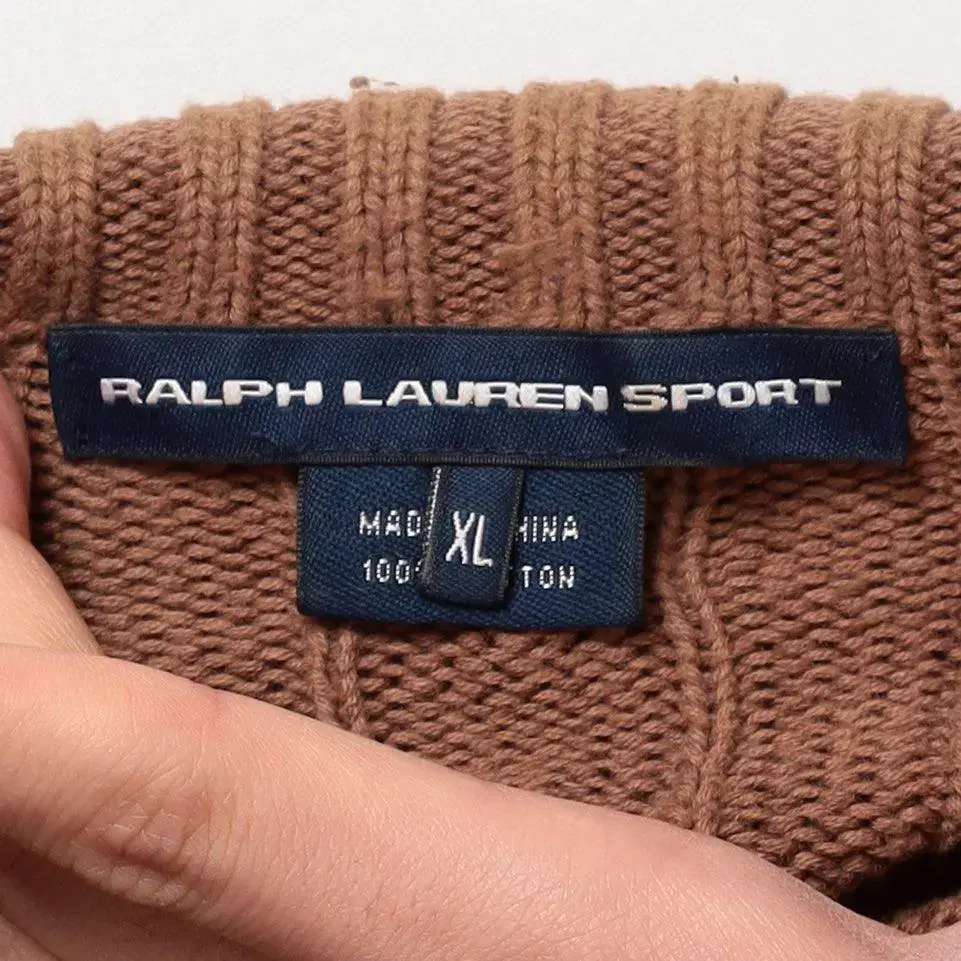 RALPH LAUREN SPORT
MAD HINA
XL
100 TON